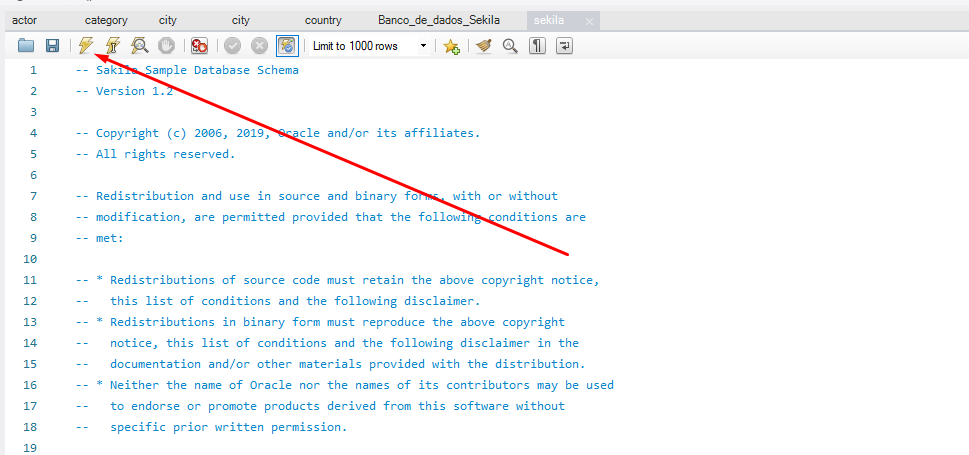 actor category city city country Banco_de_dados_Sekila sekila
Limit to 1000 rows
1 -- Sakila Sample Database Schema
2 -- Version 1.2
3
4 -- Copyright (c) 2006, 2019, Oracle and/or its affiliates.
5 -- All rights reserved.
6
7 -- Redistribution and use in source and binary forms, with or without
8 -- modification, are permitted provided that the following conditions are
9 -- met:
10
11 -- * Redistributions of source code must retain the above copyright notice,
12 --   this list of conditions and the following disclaimer.
13 -- * Redistributions in binary form must reproduce the above copyright
14 --   notice, this list of conditions and the following disclaimer in the
15 --   documentation and/or other materials provided with the distribution.
16 -- * Neither the name of Oracle nor the names of its contributors may be used
17 --   to endorse or promote products derived from this software without
18 --   specific prior written permission.
19